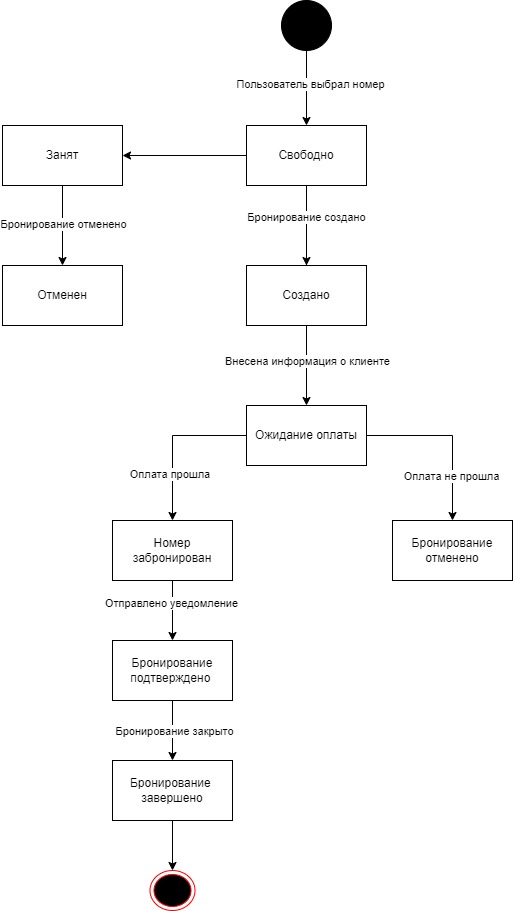 Пользователь выбрал номер
Занят
Свободно
Бронирование отменено
Бронирование создано
Отменен
Создано
Внесена информация о клиенте
Ожидание оплаты
Оплата прошла
Оплата не прошла
Номер
забронирован
Бронирование
отменено
Отправлено уведомление
Бронирование
подтверждено
Бронирование закрыто
Бронирование
завершено